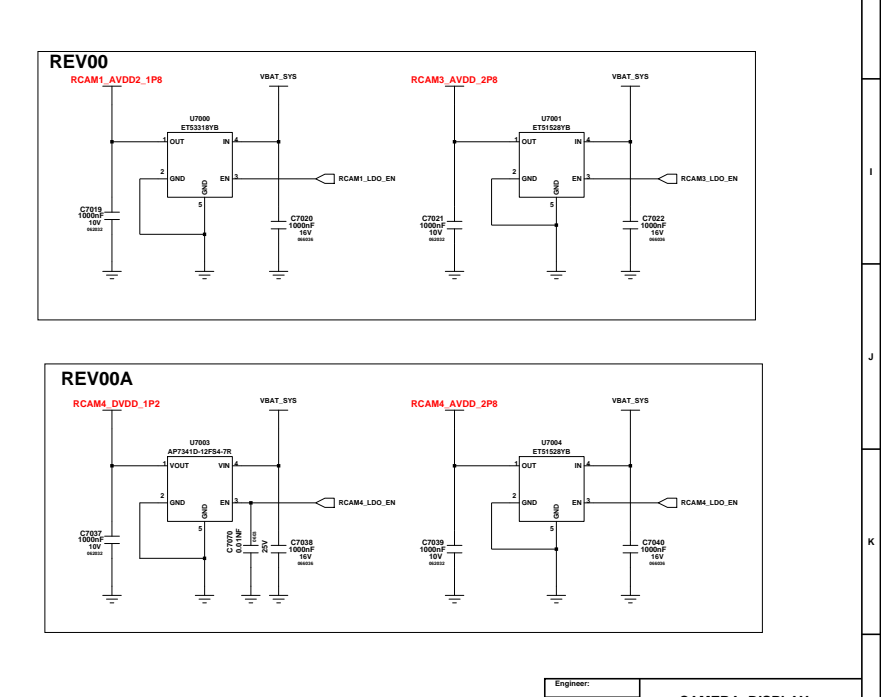 REV00
RCAM1_AVDD2_1P8
VBAT_SYS
RCAM3_AVDD_2P8
VBAT_SYS
U7000
ET53318YB
1 OUT IN 4
2 GND EN 3
GND
5
RCAM1_LDO_EN
U7001
ET51528YB
1 OUT IN 4
2 GND EN 3
GND
5
RCAM3_LDO_EN
C7019
1000nF
10V
C7020
1000nF
16V
C7021
1000nF
10V
C7022
1000nF
16V
I
J
REV00A
RCAM4_DVDD_1P2
VBAT_SYS
RCAM4_AVDD_2P8
VBAT_SYS
U7003
AP7341D-12FS4-7R
1 VOUT VIN 4
2 GND EN 3
GND
5
RCAM4_LDO_EN
U7004
ET51528YB
1 OUT IN 4
2 GND EN 3
GND
5
RCAM4_LDO_EN
C7037
1000nF
10V
C7070
0.01NF
25V
C7038
1000nF
16V
C7039
1000nF
10V
C7040
1000nF
16V
K
Engineer: